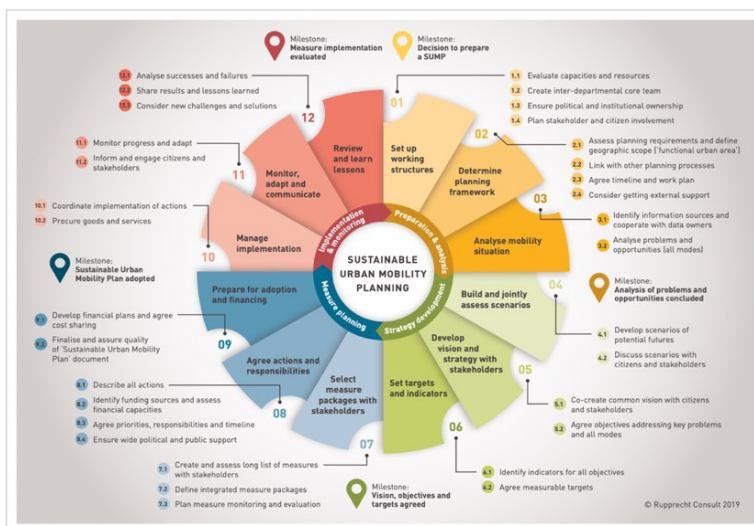 Milestone:
Measure implementation
evaluated
Milestone:
Decision to prepare
a SUMP
12.1 Analyse successes and failures
12.2 Share results and lessons learned
12.3 Consider new challenges and solutions
12
Review
and learn
lessons
01
Set up
working
structures
1.1 Evaluate capacities and resources
1.2 Create inter-departmental core team
1.3 Ensure political and institutional ownership
1.4 Plan stakeholder and citizen involvement
02
Determine
planning
framework
2.1 Assess planning requirements and define
geographic scope ('functional urban area')
2.2 Link with other planning processes
2.3 Agree timeline and work plan
2.4 Consider getting external support
03
Analyse mobility
situation
3.1 Identify information sources and
cooperate with data owners
3.2 Analyse problems and
opportunities (all modes)
Milestone:
Analysis of problems and
opportunities concluded
04
Build and jointly
assess scenarios
4.1 Develop scenarios of
potential futures
4.2 Discuss scenarios with
citizens and stakeholders
05
Develop
vision and
strategy with
stakeholders
5.1 Co-create common vision with citizens
and stakeholders
5.2 Agree objectives addressing key problems
and all modes
06
Set targets
and indicators
6.1 Identify indicators for all objectives
6.2 Agree measurable targets
Milestone:
Vision, objectives and
targets agreed
07
Select
measure
packages with
stakeholders
7.1 Create and assess long list of measures
with stakeholders
7.2 Define integrated measure packages
7.3 Plan measure monitoring and evaluation
08
Agree actions and
responsibilities
8.1 Describe all actions
8.2 Identify funding sources and assess
financial capacities
8.3 Agree priorities, responsibilities and timeline
8.4 Ensure wide political and public support
09
Prepare for adoption
and financing
9.1 Develop financial plans and agree
cost sharing
9.2 Finalise and assure quality
of 'Sustainable Urban Mobility
Plan' document
Milestone:
Sustainable Urban
Mobility Plan adopted
10
Manage
implementation
10.1 Coordinate implementation of actions
10.2 Procure goods and services
11
Monitor,
adapt and
communicate
11.1 Monitor progress and adapt
11.2 Inform and engage citizens and
stakeholders
Implementation
& monitoring
Preparation & analysis
Strategy development
Measure planning
SUSTAINABLE
URBAN MOBILITY
PLANNING
© Rupprecht Consult 2019